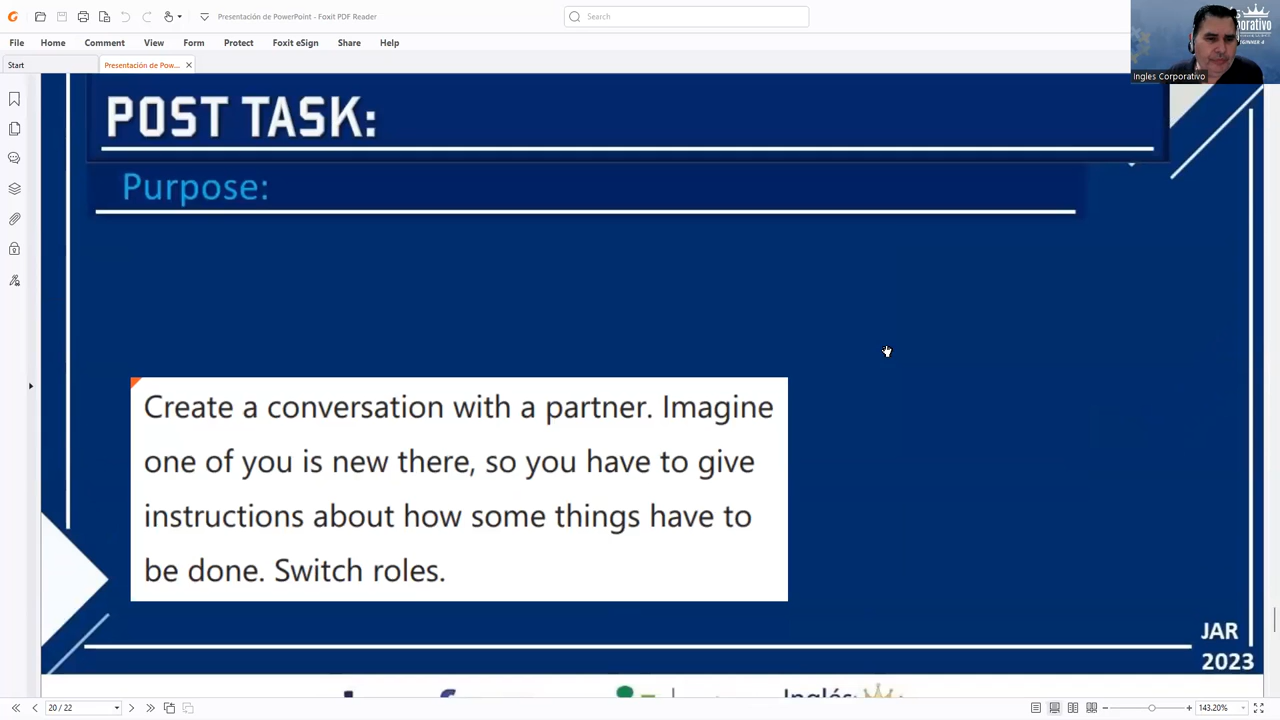 Presentación de PowerPoint - Foxit PDF Reader
Search
File Home Comment View Form Protect Foxit eSign Share Help
Start
Presentación de Pow...
orativo
Ingles Corporativo
POST TASK:
Purpose:
Create a conversation with a partner. Imagine
one of you is new there, so you have to give
instructions about how some things have to
be done. Switch roles.
JAR
2023
Inglés
20 / 22
143.20%